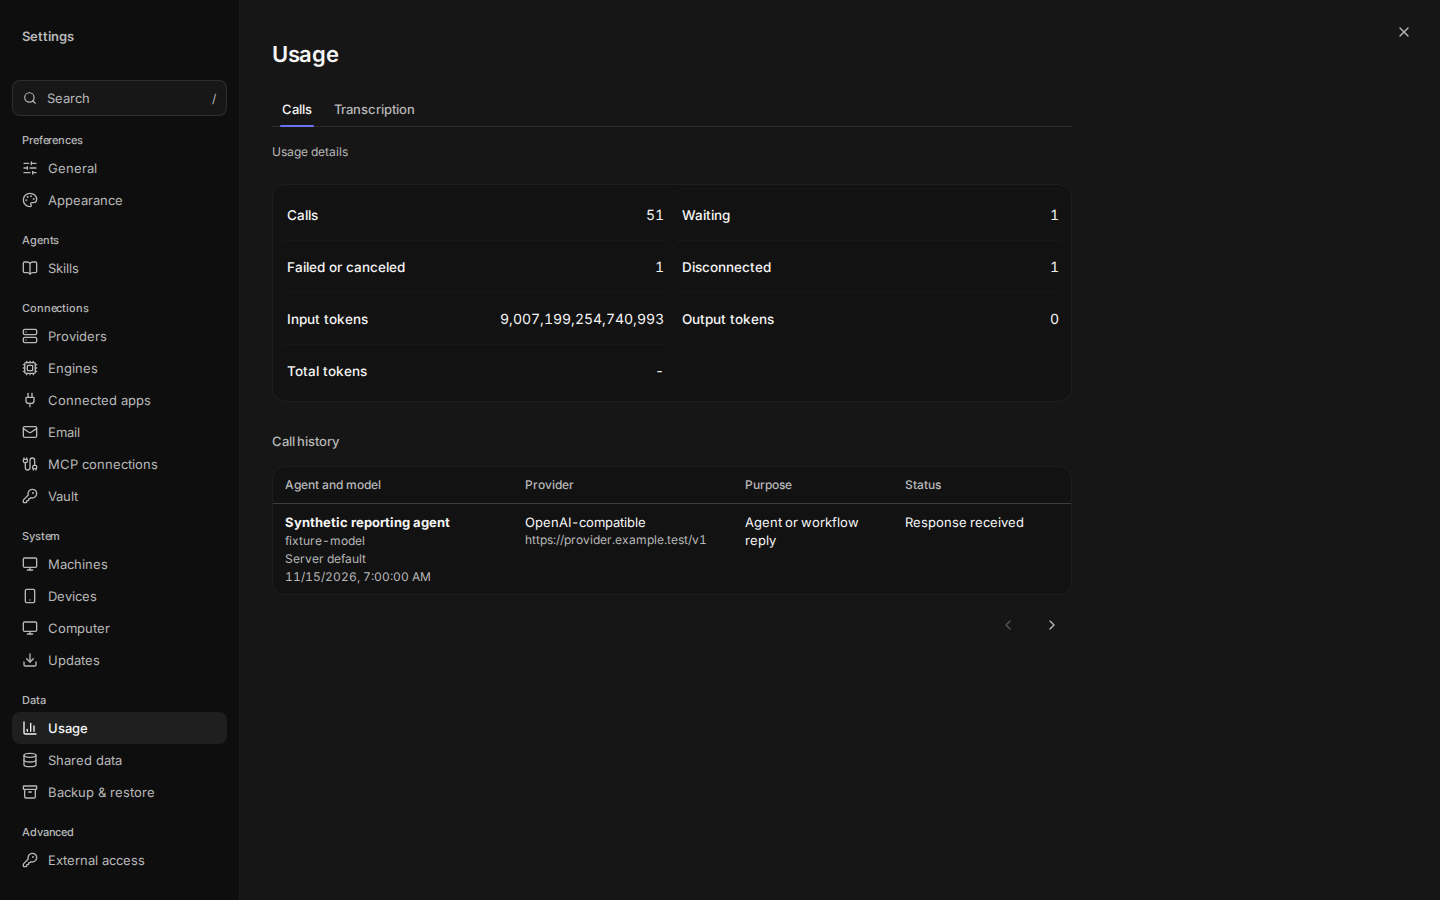 Settings
Search /
Preferences
General
Appearance
Agents
Skills
Connections
Providers
Engines
Connected apps
Email
MCP connections
Vault
System
Machines
Devices
Computer
Updates
Data
Usage
Shared data
Backup & restore
Advanced
External access
Usage
Calls Transcription
Usage details
Calls 51 Waiting 1
Failed or canceled 1 Disconnected 1
Input tokens 9,007,199,254,740,993 Output tokens 0
Total tokens -
Call history
Agent and model Provider Purpose Status
Synthetic reporting agent OpenAI-compatible Agent or workflow Response received
fixture-model https://provider.example.test/v1 reply
Server default
11/15/2026, 7:00:00 AM